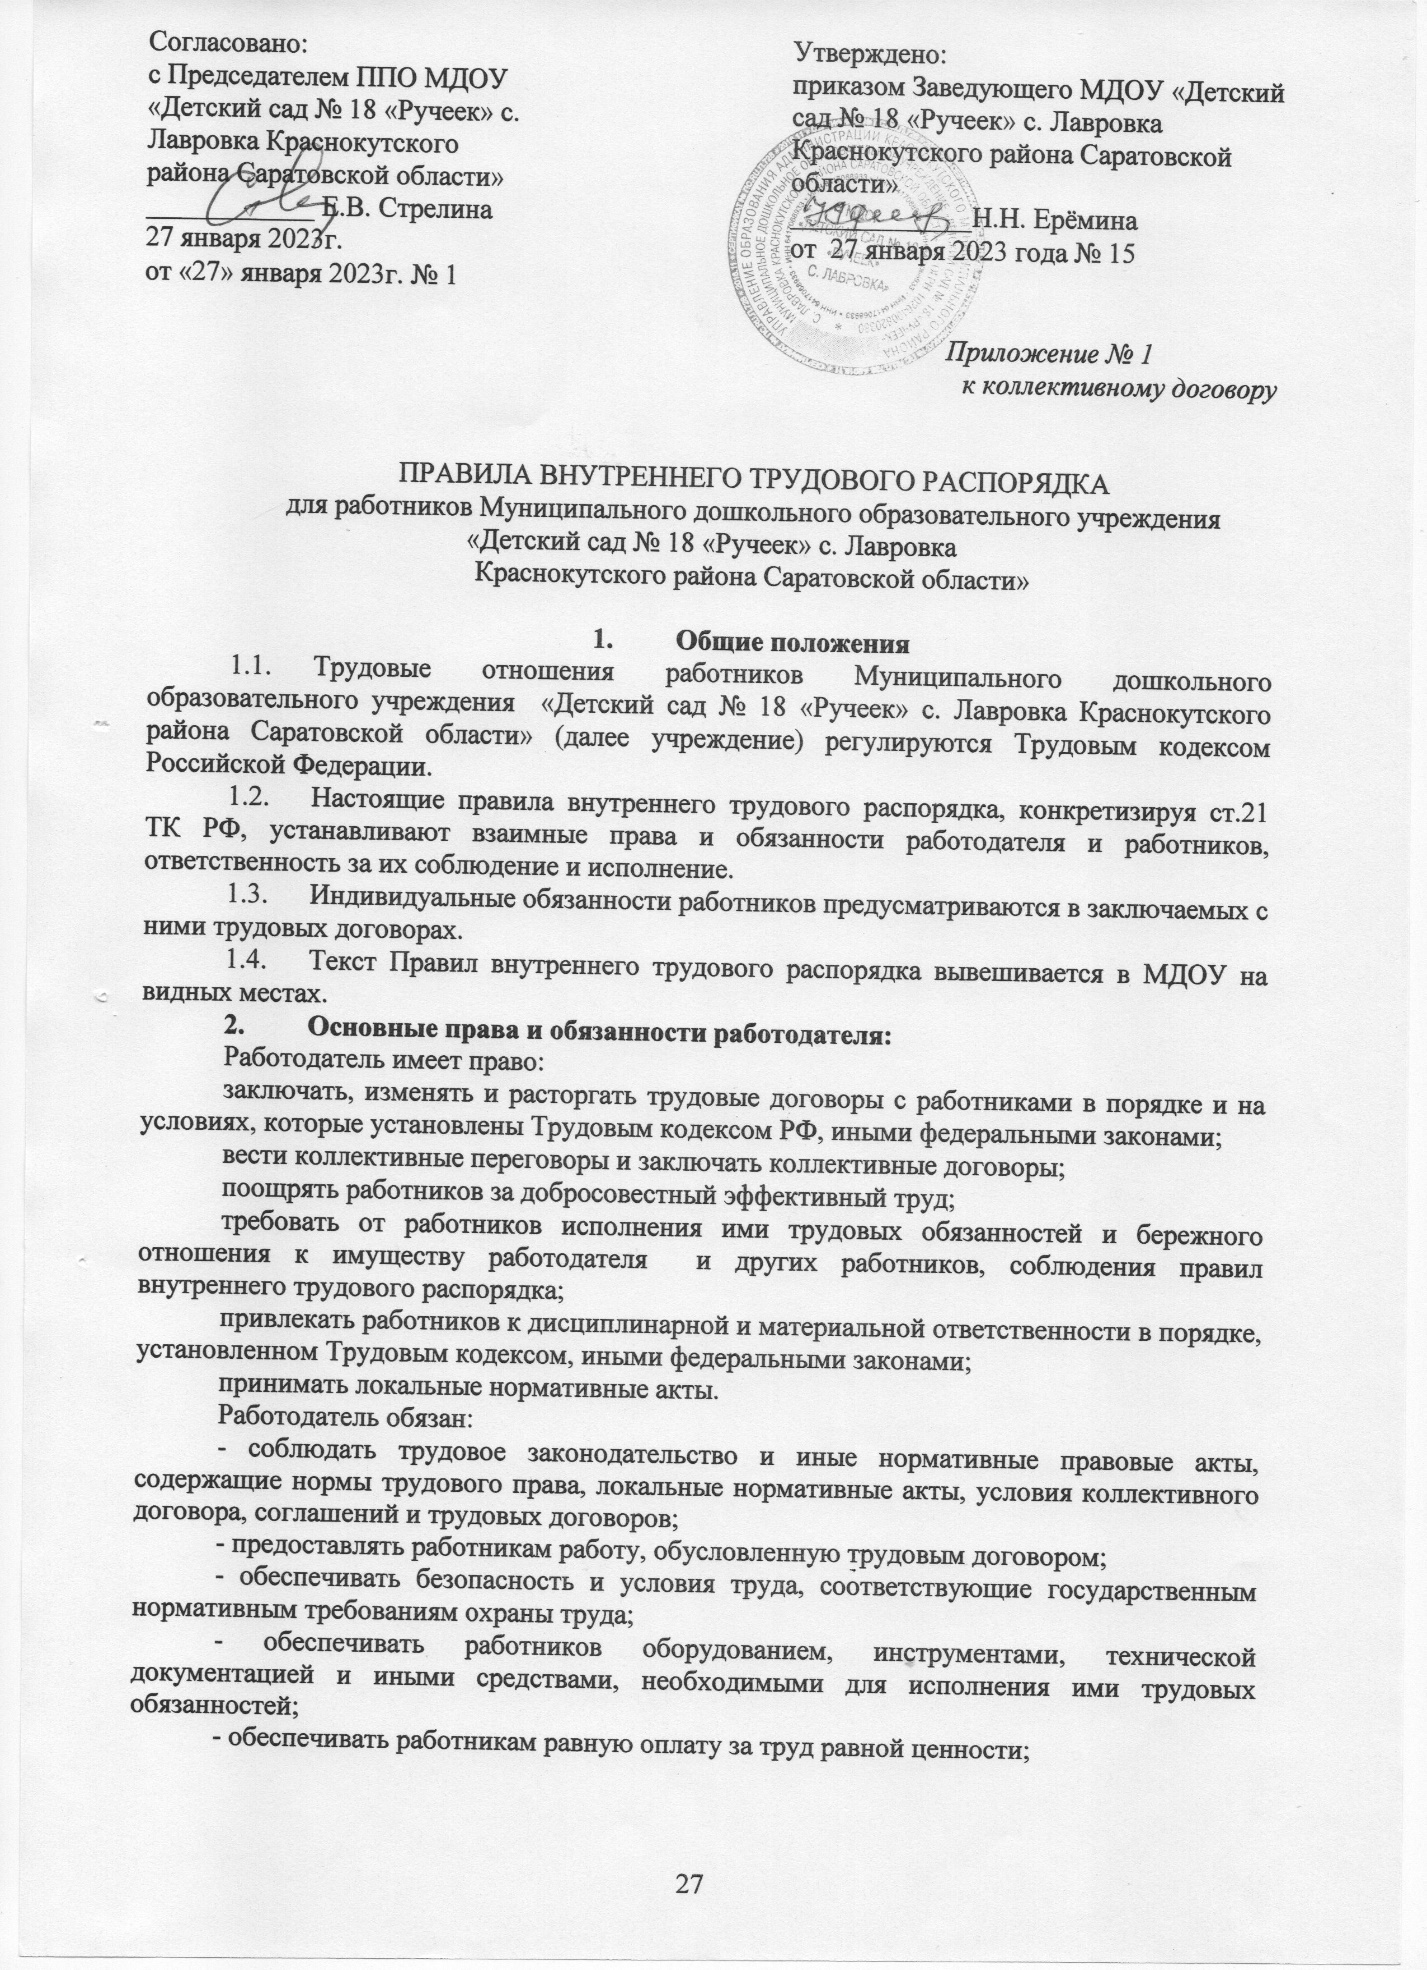 Согласовано:
с Председателем ППО МДОУ
«Детский сад № 18 «Ручеек» с.
Лавровка Краснокутского
района Саратовской области»
____________ Е.В. Стрелина
27 января 2023г.
от «27» января 2023г. № 1
Утверждено:
приказом Заведующего МДОУ «Детский
сад № 18 «Ручеек» с. Лавровка
Краснокутского района Саратовской
области»
_____________Н.Н. Ерёмина
от 27 января 2023 года № 15
Приложение № 1
к коллективному договору
ПРАВИЛА ВНУТРЕННЕГО ТРУДОВОГО РАСПОРЯДКА
для работников Муниципального дошкольного образовательного учреждения
«Детский сад № 18 «Ручеек» с. Лавровка
Краснокутского района Саратовской области»
1. Общие положения
1.1. Трудовые отношения работников Муниципального дошкольного
образовательного учреждения «Детский сад № 18 «Ручеек» с. Лавровка Краснокутского
района Саратовской области» (далее учреждение) регулируются Трудовым кодексом
Российской Федерации.
1.2. Настоящие правила внутреннего трудового распорядка, конкретизируя ст.21
ТК РФ, устанавливают взаимные права и обязанности работодателя и работников,
ответственность за их соблюдение и исполнение.
1.3. Индивидуальные обязанности работников предусматриваются в заключаемых с
ними трудовых договорах.
1.4. Текст Правил внутреннего трудового распорядка вывешивается в МДОУ на
видных местах.
2. Основные права и обязанности работодателя:
Работодатель имеет право:
заключать, изменять и расторгать трудовые договоры с работниками в порядке и на
условиях, которые установлены Трудовым кодексом РФ, иными федеральными законами;
вести коллективные переговоры и заключать коллективные договоры;
поощрять работников за добросовестный эффективный труд;
требовать от работников исполнения ими трудовых обязанностей и бережного
отношения к имуществу работодателя и других работников, соблюдения правил
внутреннего трудового распорядка;
привлекать работников к дисциплинарной и материальной ответственности в порядке,
установленном Трудовым кодексом, иными федеральными законами;
принимать локальные нормативные акты.
Работодатель обязан:
- соблюдать трудовое законодательство и иные нормативные правовые акты,
содержащие нормы трудового права, локальные нормативные акты, условия коллективного
договора, соглашений и трудовых договоров;
- предоставлять работникам работу, обусловленную трудовым договором;
- обеспечивать безопасность и условия труда, соответствующие государственным
нормативным требованиям охраны труда;
- обеспечивать работников оборудованием, инструментами, технической
документацией и иными средствами, необходимыми для исполнения ими трудовых
обязанностей;
- обеспечивать работникам равную оплату за труд равной ценности;
27